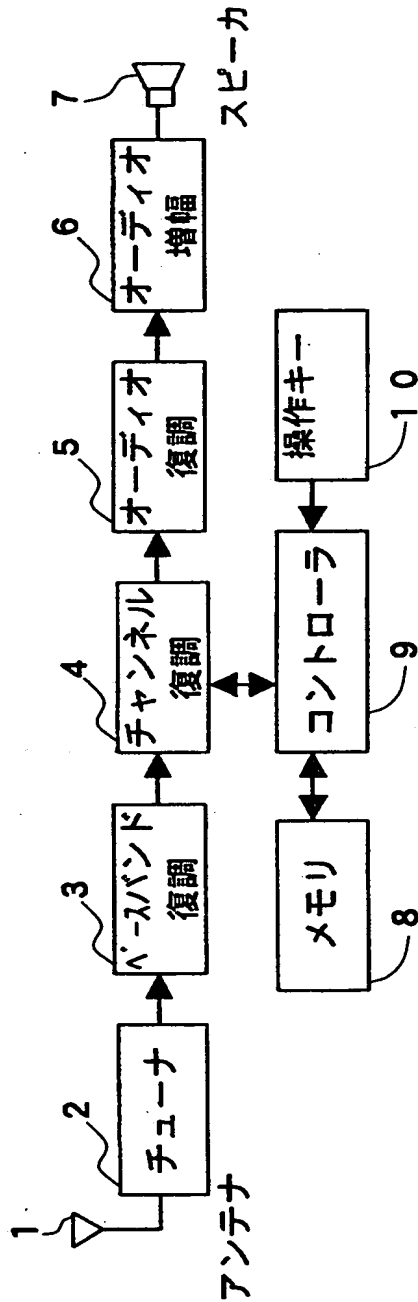 1
アンテナ
2
チューナ
3
ベースバンド
復調
4
チャンネル
復調
5
オーディオ
復調
6
オーディオ
増幅
7
スピーカ
メモリ
8
コントローラ
9
操作キー
10